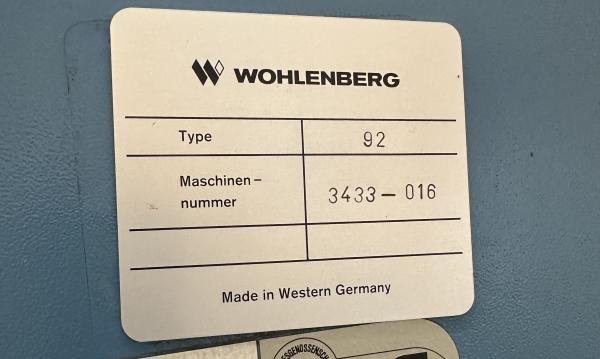 WOHLENBERG
Type 92
Maschinen-
nummer 3433-016
Made in Western Germany